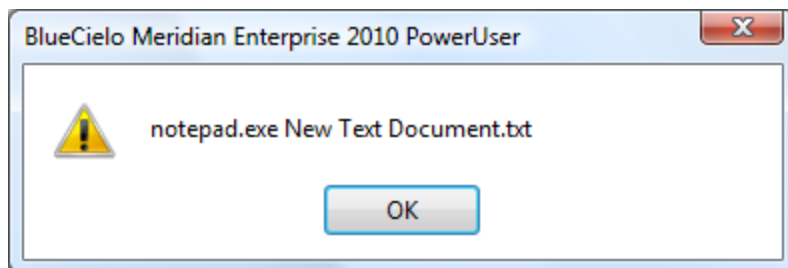 BlueCielo Meridian Enterprise 2010 PowerUser
notepad.exe New Text Document.txt
OK